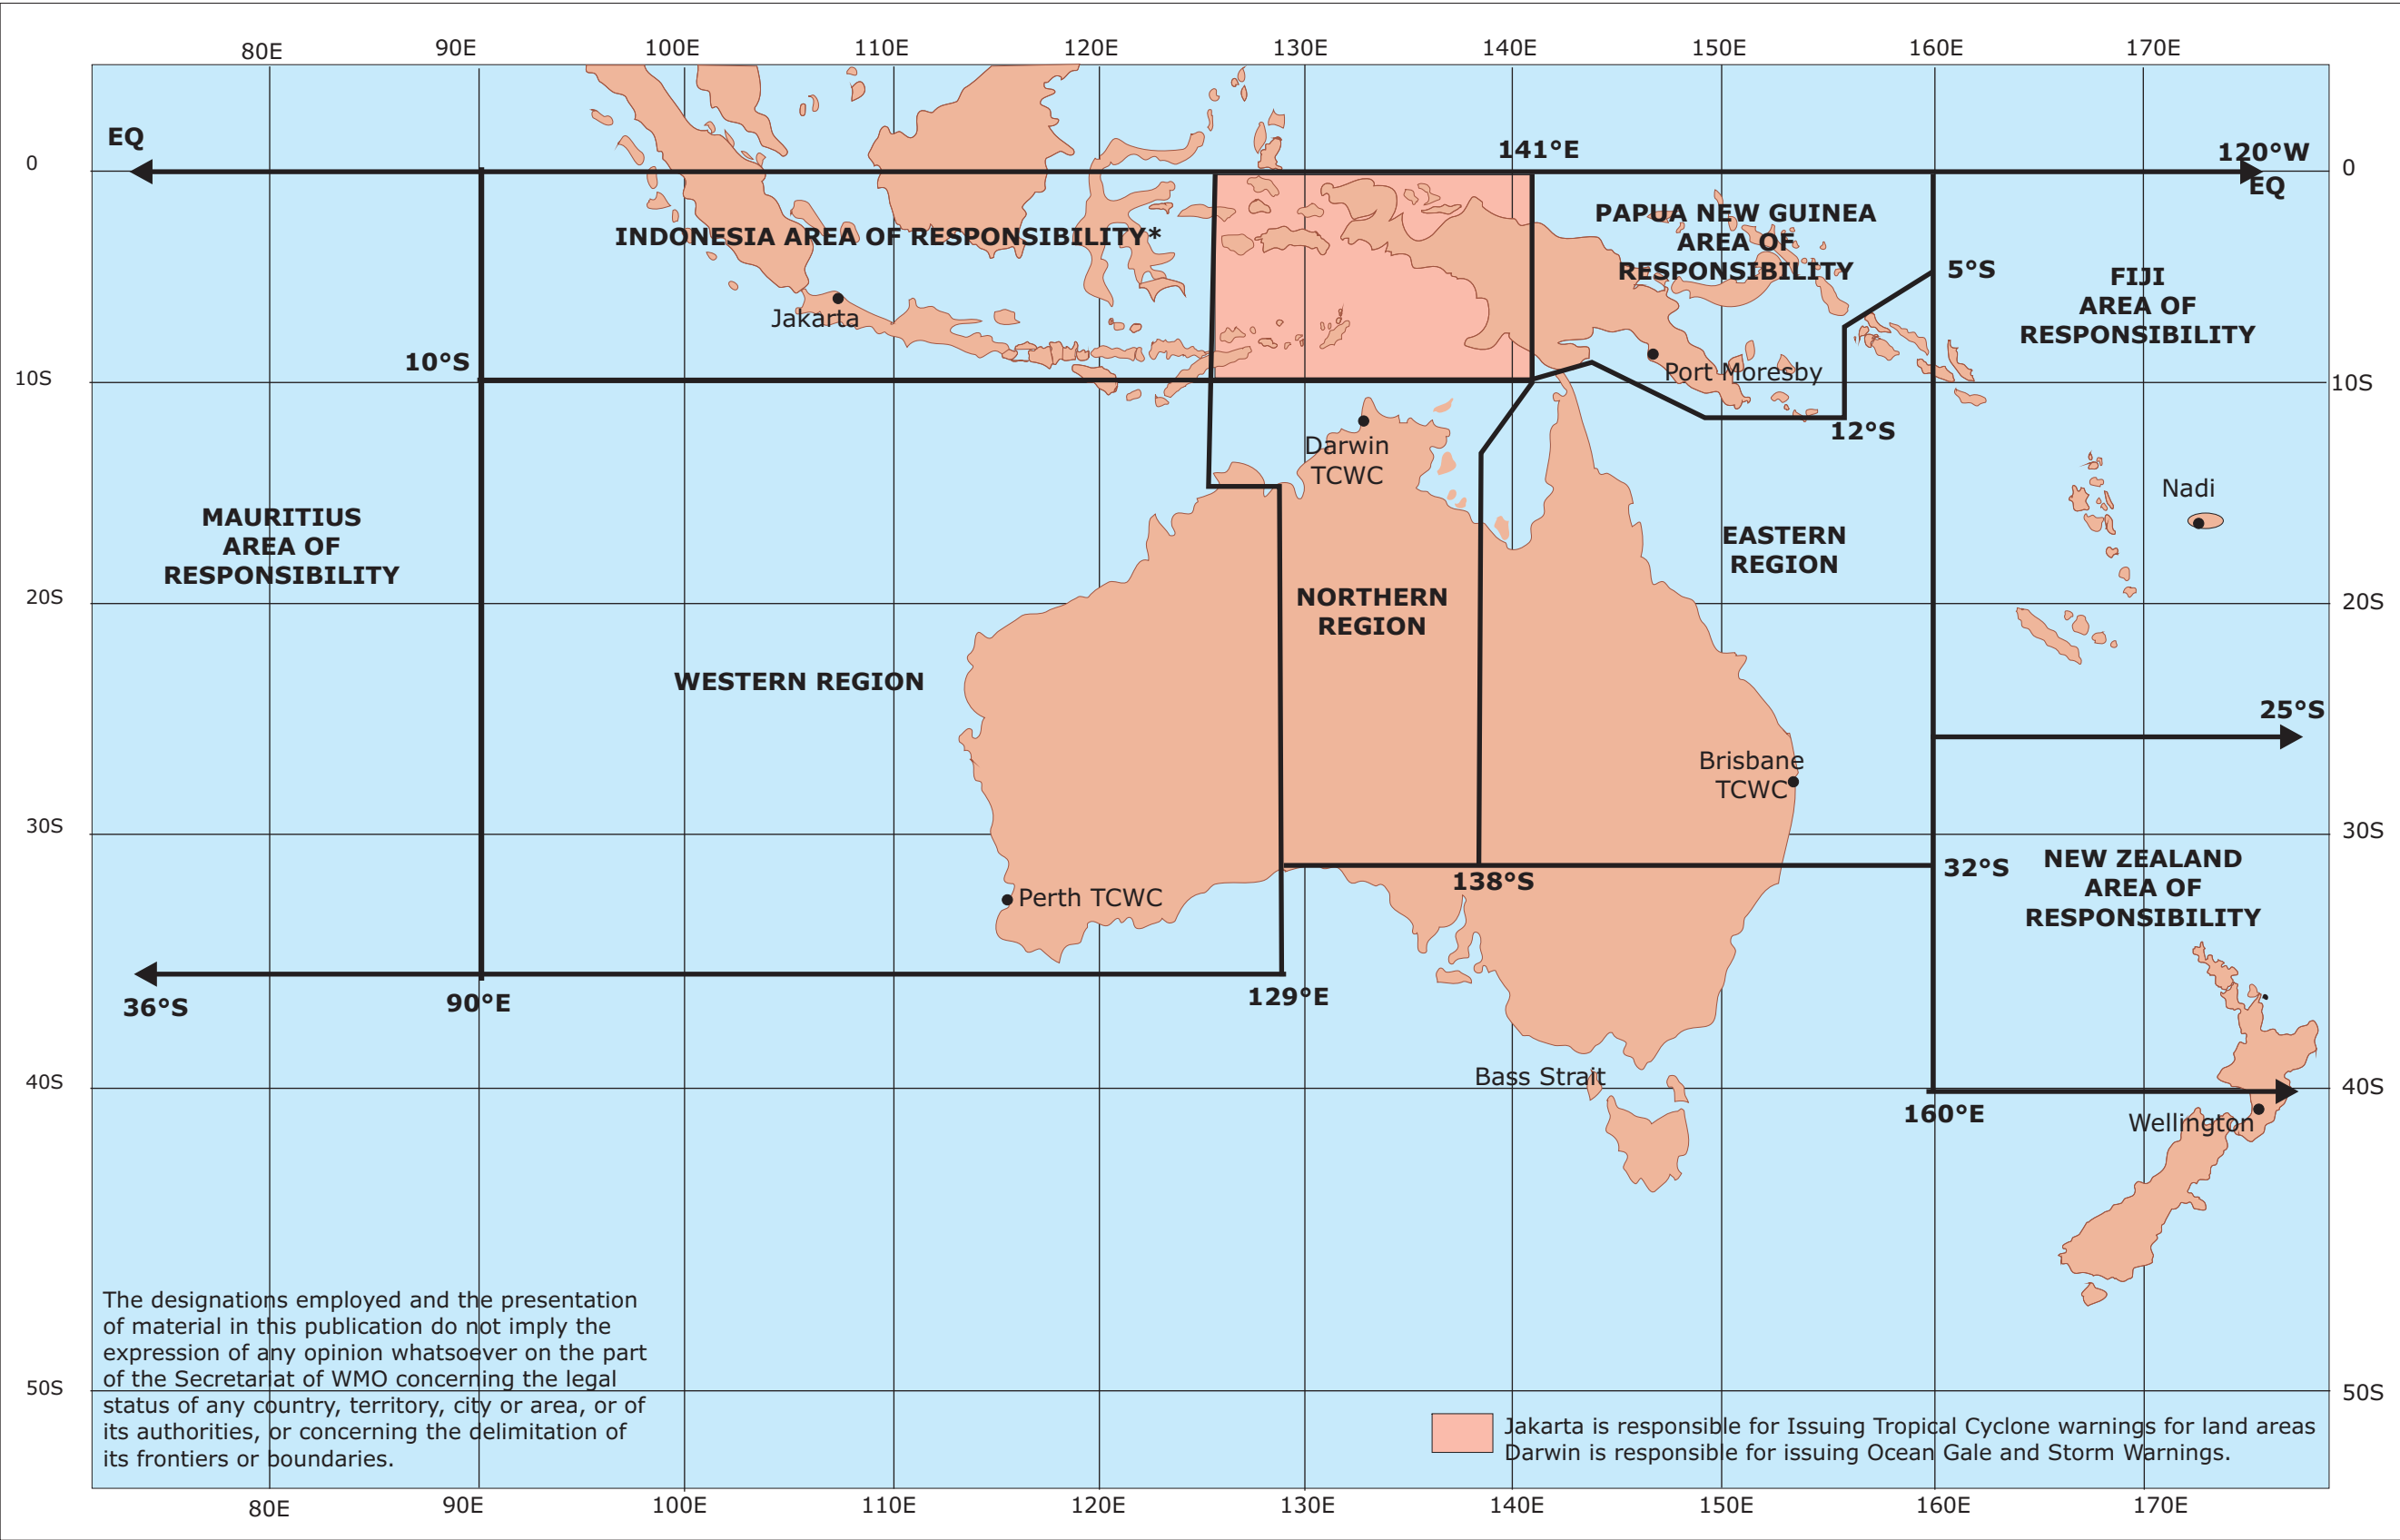 80E 90E 100E 110E 120E 130E 140E 150E 160E 170E
EQ
141°E
120°W
0
0
EQ
INDONESIA AREA OF RESPONSIBILITY*
PAPUA NEW GUINEA
AREA OF
RESPONSIBILITY
5°S
FIJI
AREA OF
RESPONSIBILITY
Jakarta
10°S
Port Moresby
10S
10S
12°S
Darwin
TCWC
Nadi
MAURITIUS
AREA OF
RESPONSIBILITY
EASTERN
REGION
NORTHERN
REGION
20S
20S
WESTERN REGION
25°S
Brisbane
TCWC
30S
30S
32°S
138°S
NEW ZEALAND
AREA OF
RESPONSIBILITY
Perth TCWC
36°S
90°E
129°E
Bass Strait
40S
40S
160°E
Wellington
The designations employed and the presentation
of material in this publication do not imply the
expression of any opinion whatsoever on the part
of the Secretariat of WMO concerning the legal
status of any country, territory, city or area, or of
its authorities, or concerning the delimitation of
its frontiers or boundaries.
50S
50S
Jakarta is responsible for Issuing Tropical Cyclone warnings for land areas
Darwin is responsible for issuing Ocean Gale and Storm Warnings.
80E 90E 100E 110E 120E 130E 140E 150E 160E 170E